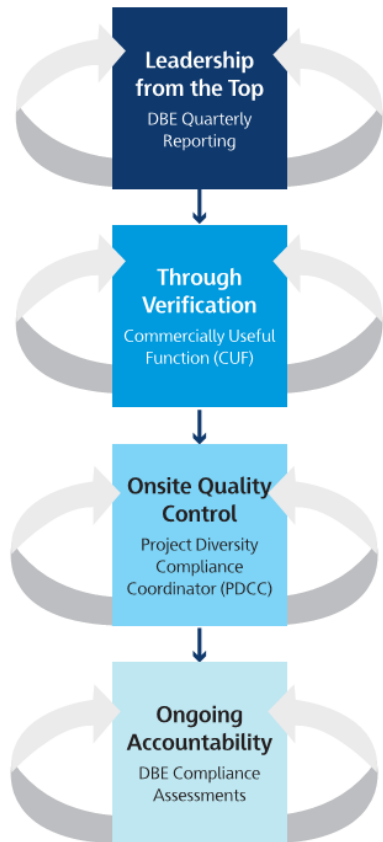 Leadership
from the Top
DBE Quarterly
Reporting
Through
Verification
Commercially Useful
Function (CUF)
Onsite Quality
Control
Project Diversity
Compliance
Coordinator (PDCC)
Ongoing
Accountability
DBE Compliance
Assessments